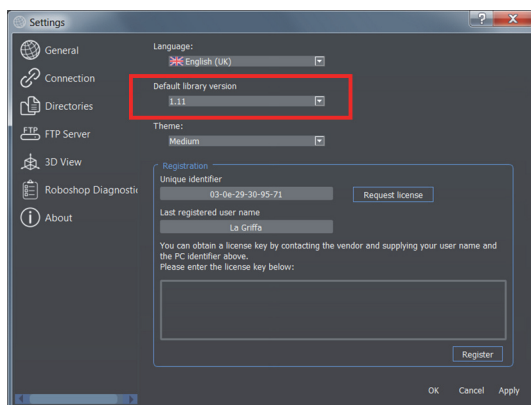 Settings
?
General
Connection
Directories
FTP
FTP Server
3D View
Roboshop Diagnostic
About
Language:
English (UK)
Default library version
1.11
Theme:
Medium
Registration
Unique identifier
03-0e-29-30-95-71
Request license
Last registered user name
La Griffa
You can obtain a license key by contacting the vendor and supplying your user name and
the PC identifier above.
Please enter the license key below:
Register
OK
Cancel
Apply